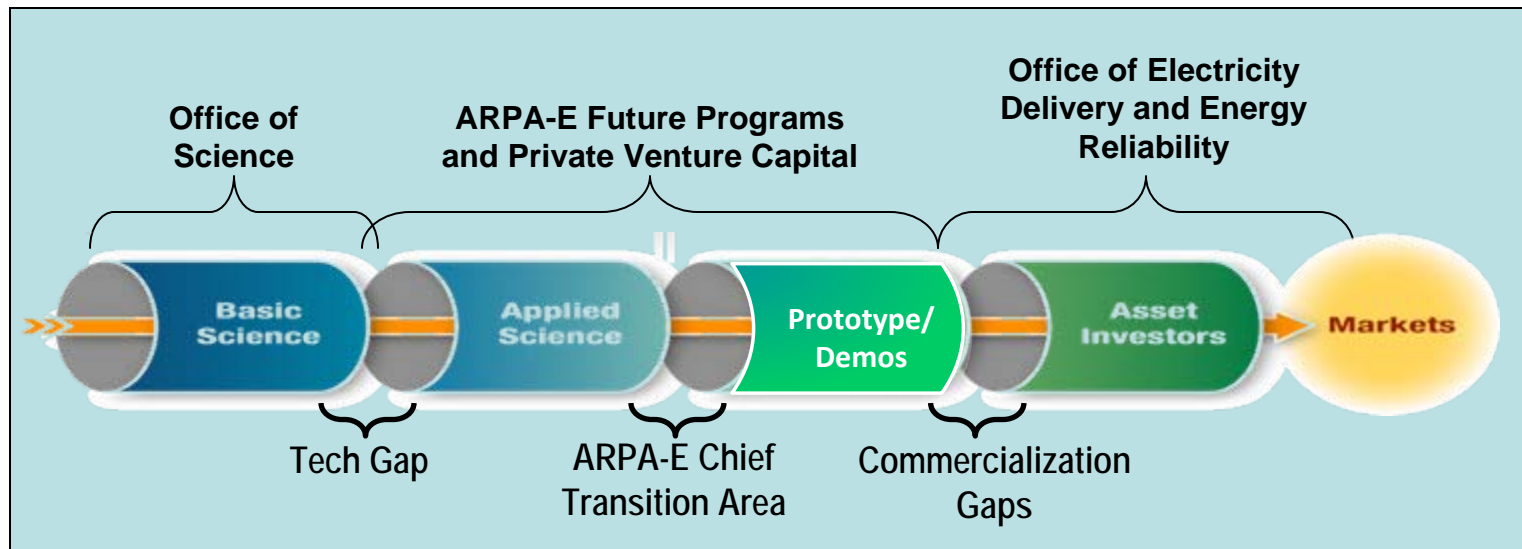 Office of
Science
ARPA-E Future Programs
and Private Venture Capital
Office of Electricity
Delivery and Energy
Reliability
Basic
Science
Applied
Science
Prototype/
Demos
Asset
Investors
Markets
Tech Gap
ARPA-E Chief
Transition Area
Commercialization
Gaps